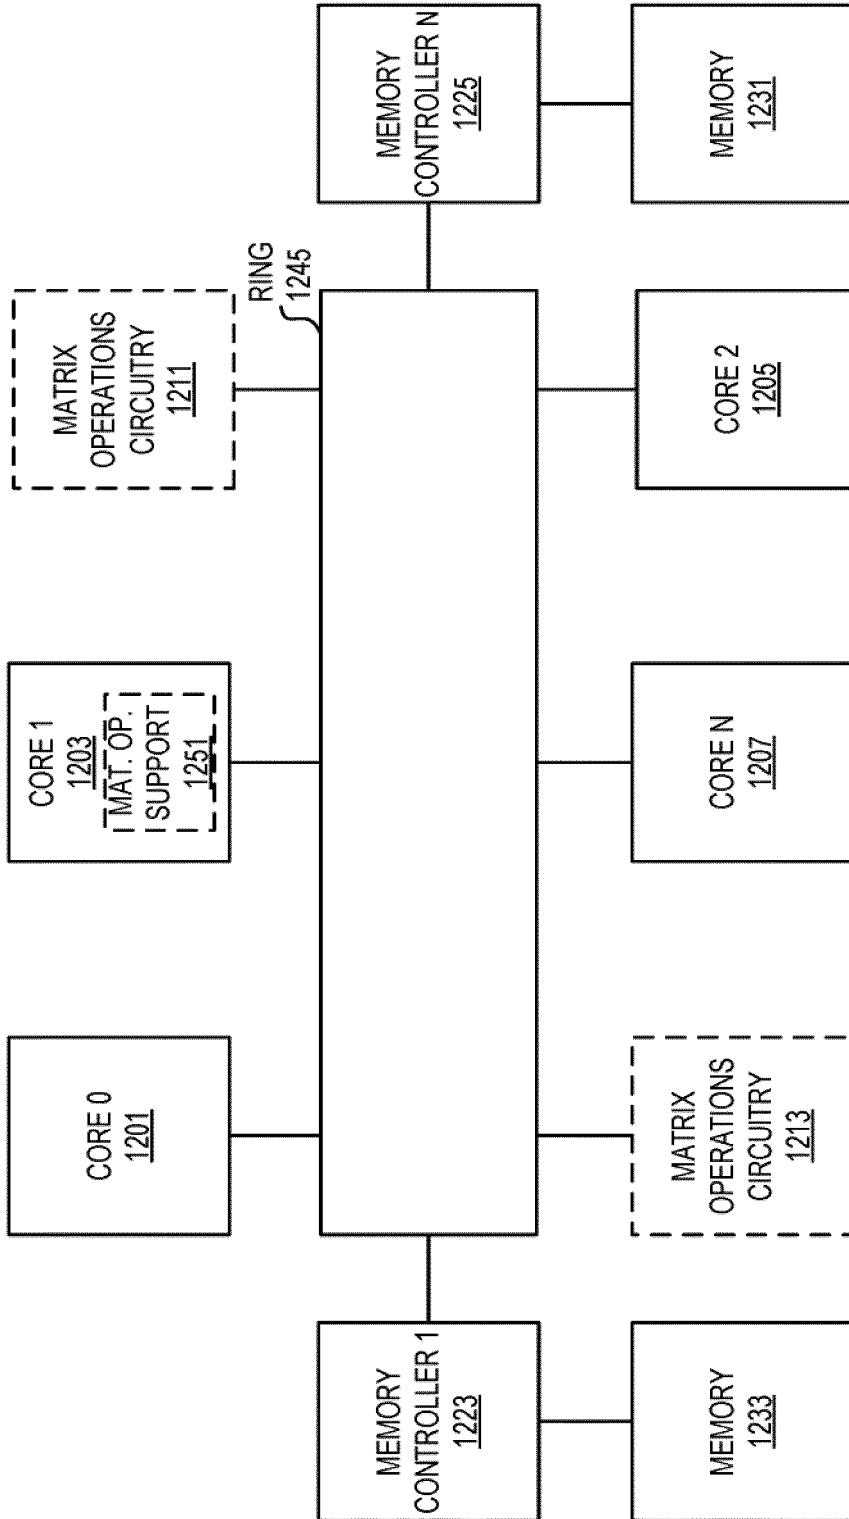 CORE 0
1201
CORE 1
1203
MAT. OP.
SUPPORT
1251
MATRIX
OPERATIONS
CIRCUITRY
1211
RING
1245
MEMORY
CONTROLLER 1
1223
MEMORY
CONTROLLER N
1225
MEMORY
1233
MATRIX
OPERATIONS
CIRCUITRY
1213
CORE N
1207
CORE 2
1205
MEMORY
1231